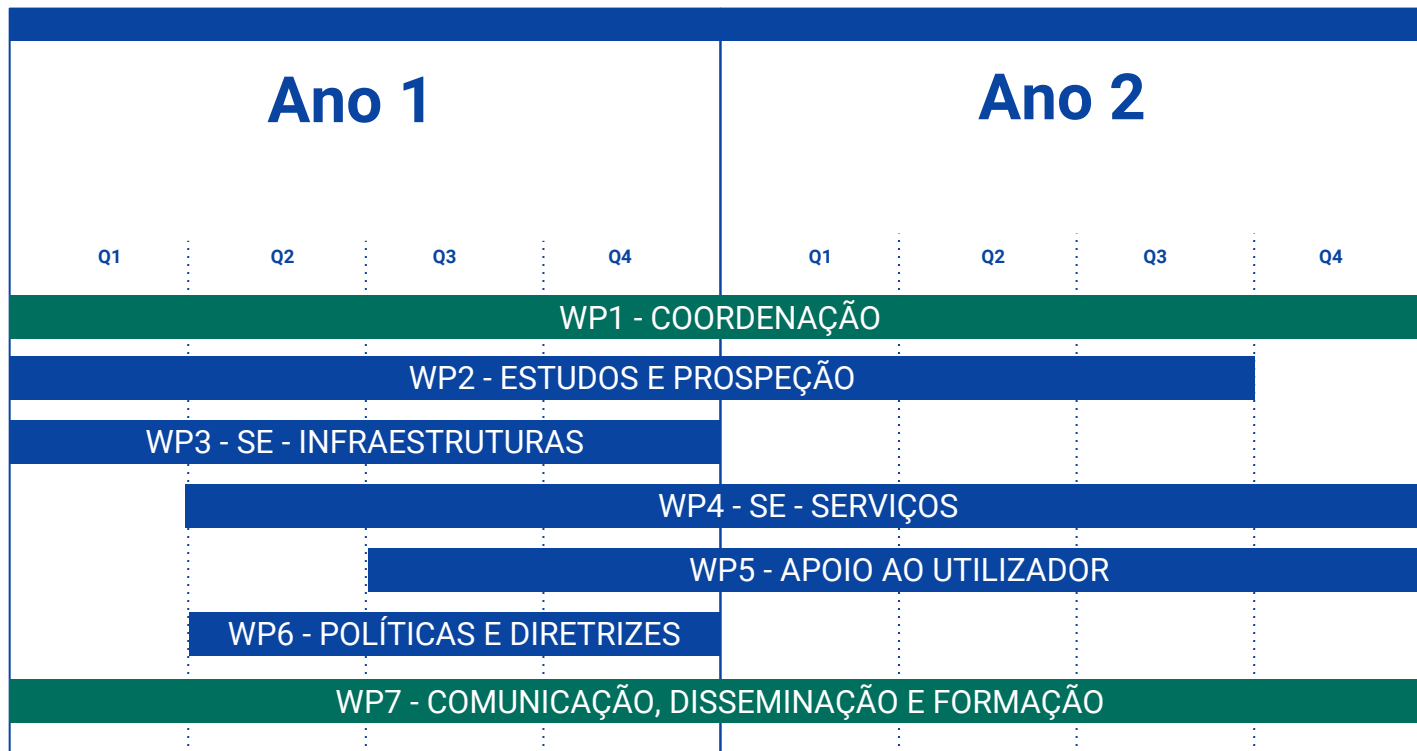 Ano 1
Ano 2
Q1 Q2 Q3 Q4 Q1 Q2 Q3 Q4
WP1 - COORDENAÇÃO
WP2 - ESTUDOS E PROSPEÇÃO
WP3 - SE - INFRAESTRUTURAS
WP4 - SE - SERVIÇOS
WP5 - APOIO AO UTILIZADOR
WP6 - POLÍTICAS E DIRETRIZES
WP7 - COMUNICAÇÃO, DISSEMINAÇÃO E FORMAÇÃO